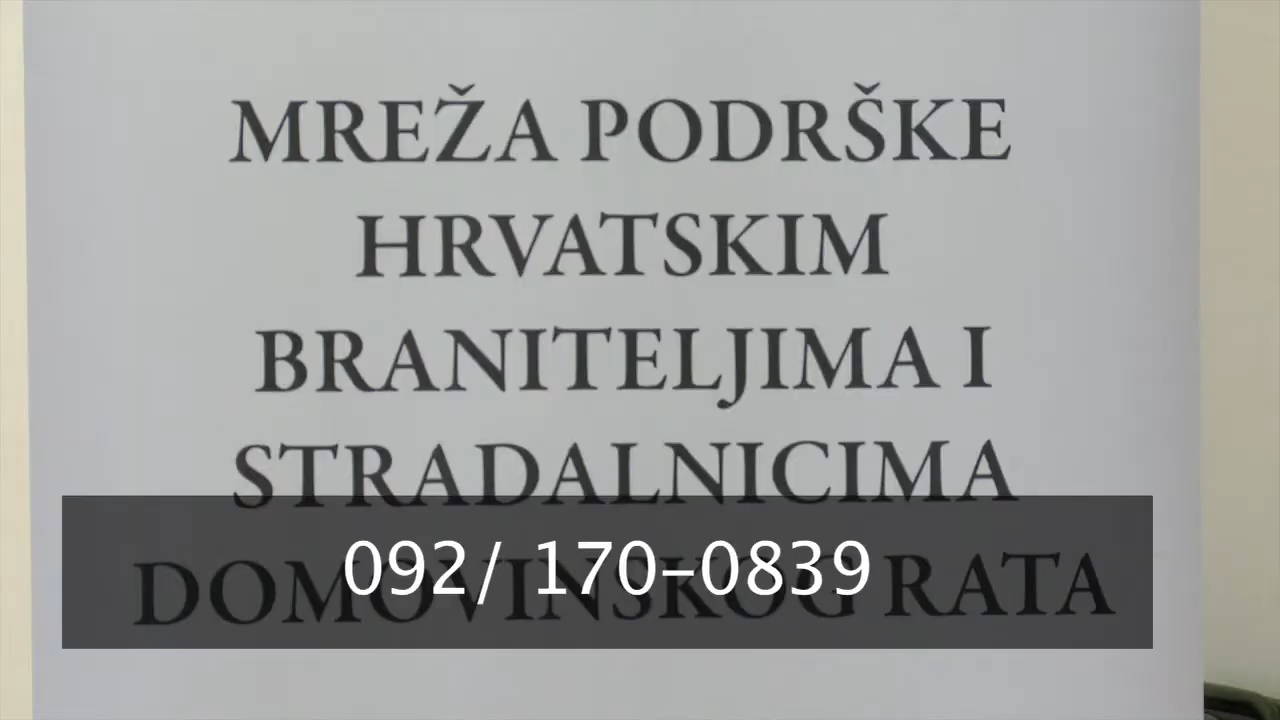 MREŽA PODRŠKE
HRVATSKIM
BRANITELJIMA I
STRADALNICIMA
DOMOVINSKOG RATA
092/ 170-0839